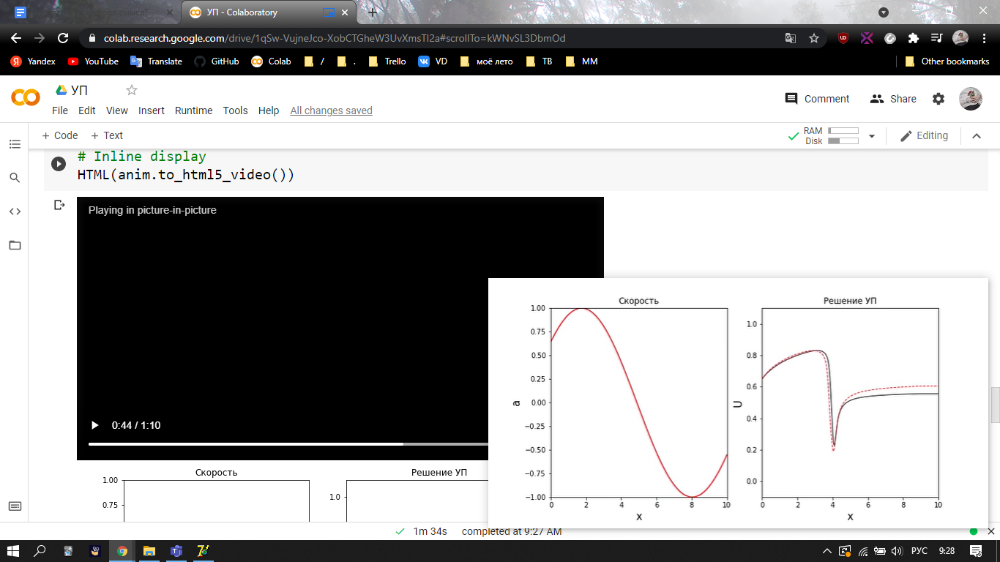 смысл?
УП - Colaboratory
colab.research.google.com/drive/1qSw-VujneJco-XobCTGheW3UvXmsTI2a#scrollTo=kWNvSL3DbmOd
Yandex YouTube Translate GitHub Colab / . Trello VD моё лето ТВ ММ Other bookmarks
УП
Comment Share
File Edit View Insert Runtime Tools Help All changes saved
+ Code + Text
RAM
Disk
Editing
# Inline display
HTML(anim.to_html5_video())
Playing in picture-in-picture
0:44 / 1:10
Скорость
1.00
0.75
0.50
0.25
0.00
−0.25
−0.50
−0.75
−1.00
a
0 2 4 6 8 10
x
Решение УП
1.0
0.8
0.6
0.4
0.2
0.0
U
0 2 4 6 8 10
x
Скорость
1.00
0.75
Решение УП
1.0
1m 34s completed at 9:27 AM
РУС 9:28